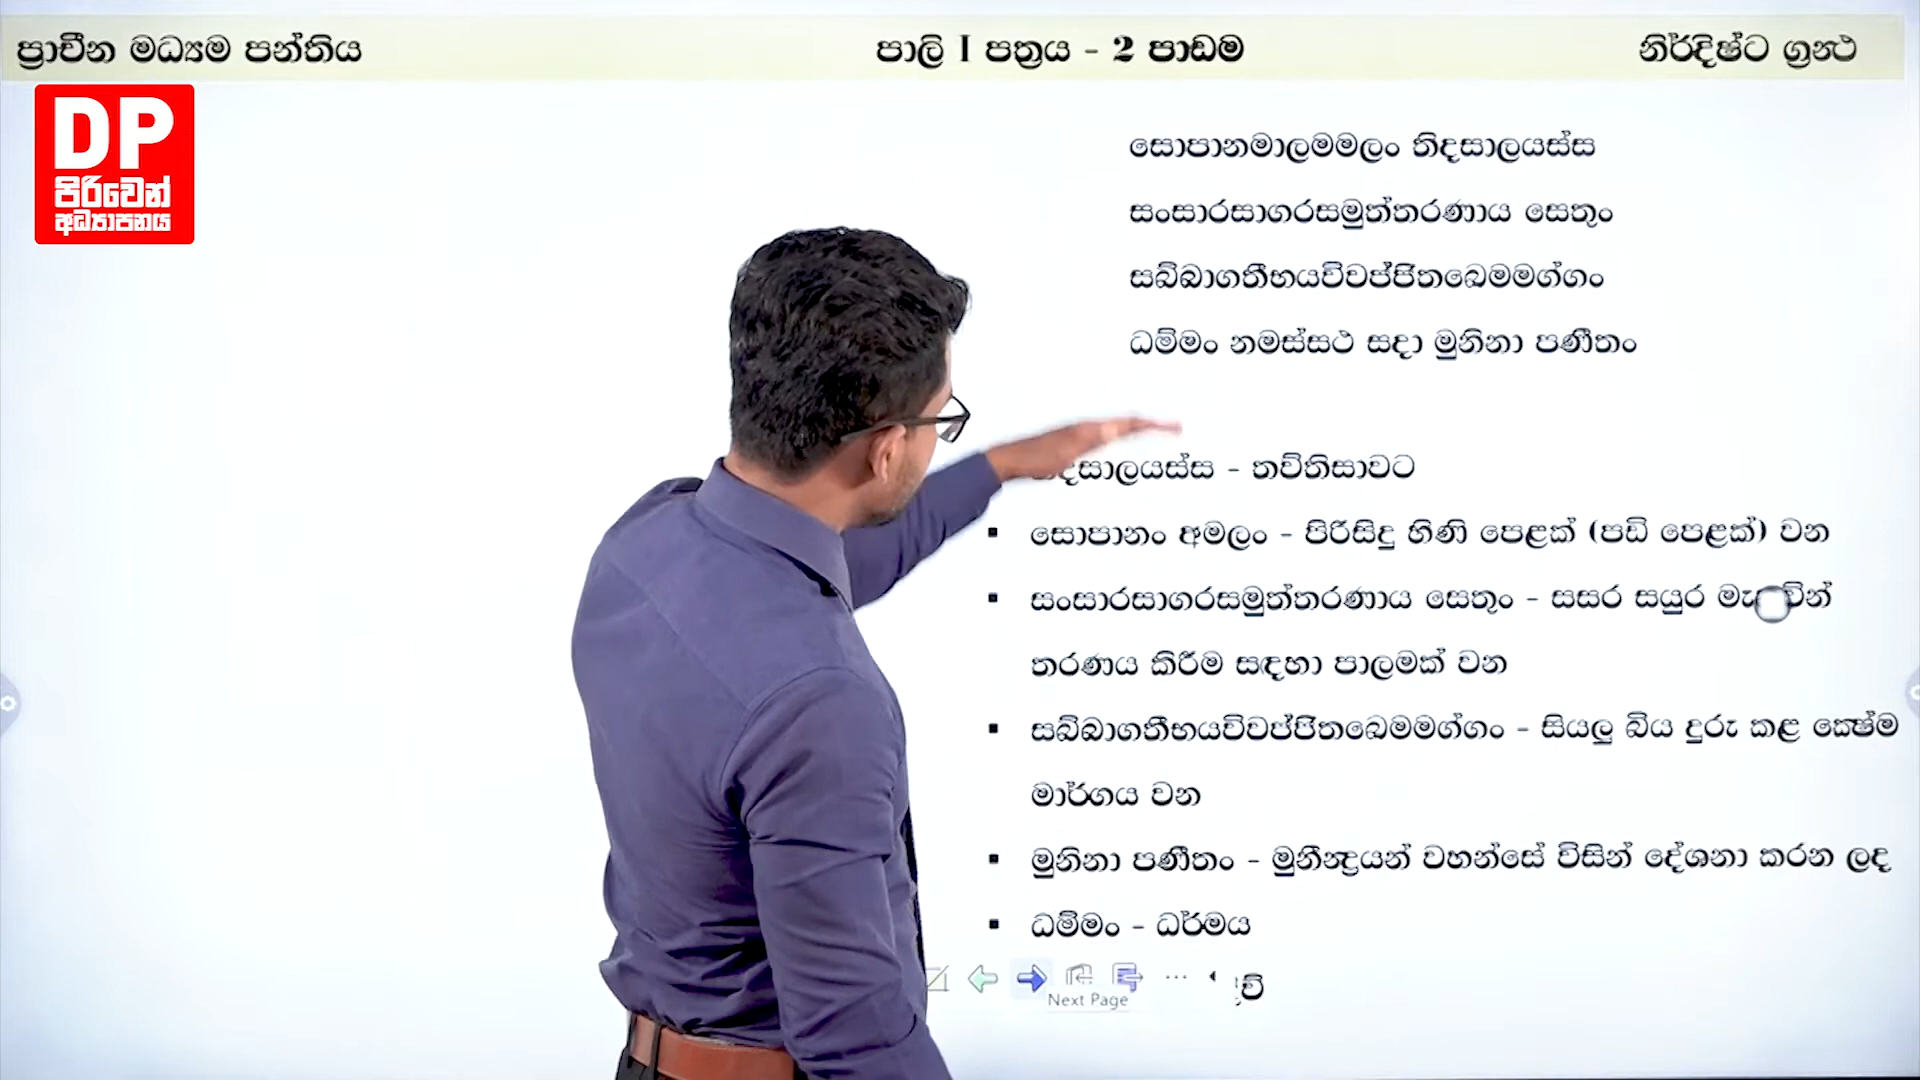 ප්‍රාචීන මධ්‍යම පන්තිය
පාලි I පත්‍රය - 2 පාඩම
නිර්දිෂ්ට ග්‍රන්ථ
DP
පිරිවෙන්
අධ්‍යාපනය
සොපානමාලමමලං තිදසාලයස්ස
සංසාරසාගරසමුත්තරණාය සෙතුං
සබ්බාගතීභයවිවජ්ජිතඛෙමමග්ගං
ධම්මං නමස්සථ සදා මුනිනා පණීතං
- තව්තිසාවට
▪ සොපානං අමලං - පිරිසිදු හිණි පෙළක් (පඩි පෙළක්) වන
▪ සංසාරසාගරසමුත්තරණාය සෙතුං - සසර සයුර
තරණය කිරීම සඳහා පාලමක් වන
▪ සබ්බාගතීභයවිවජ්ජිතඛෙමමග්ගං - සියලු බිය දුරු කළ ක්‍ෂේම
මාර්ගය වන
▪ මුනිනා පණීතං - මුනීන්‍ද්‍රයන් වහන්සේ විසින් දේශනා කරන ලද
▪ ධම්මං - ධර්මය
Next Page